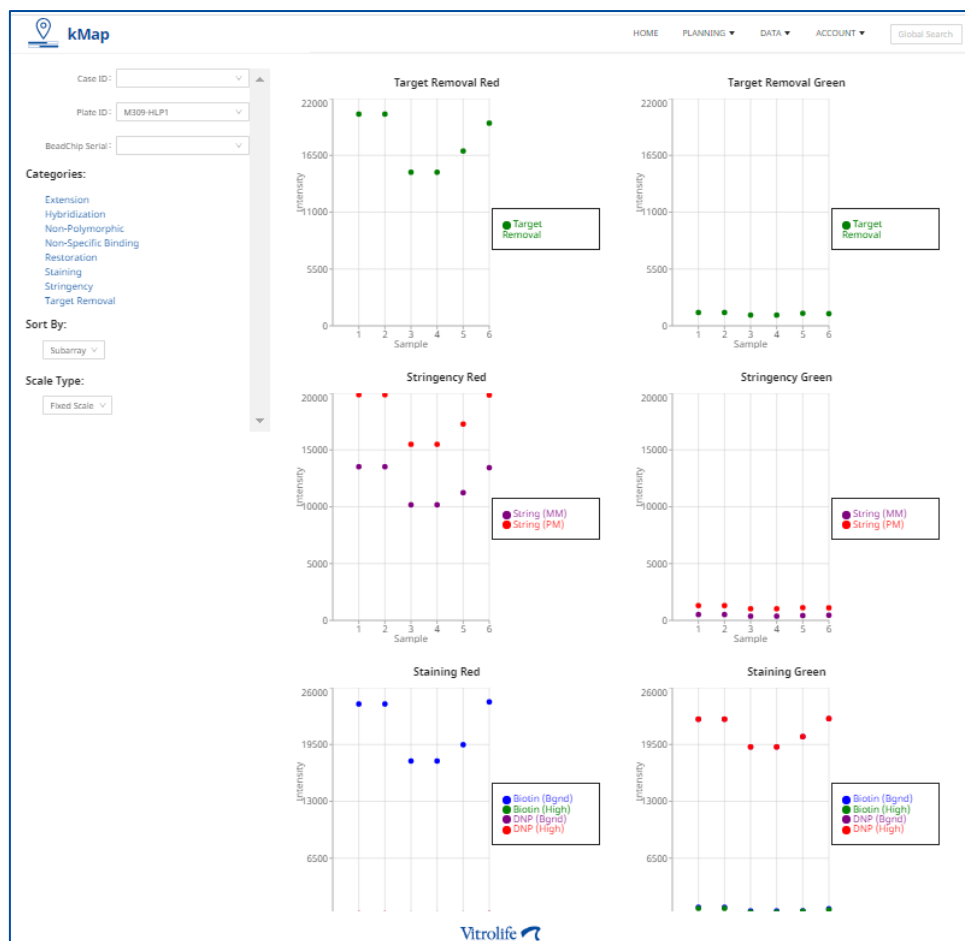 kMap
HOME
PLANNING
DATA
ACCOUNT
Global Search
Case ID:
Plate ID: M309-HLP1
BeadChip Serial:
Categories:
Extension
Hybridization
Non-Polymorphic
Non-Specific Binding
Restoration
Staining
Stringency
Target Removal
Sort By:
Subarray
Scale Type:
Fixed Scale
Target Removal Red
22000
16500
11000
5500
0
Intensity
1 2 3 4 5 6
Sample
Target
Removal
Target Removal Green
22000
16500
11000
5500
0
Intensity
1 2 3 4 5 6
Sample
Target
Removal
Stringency Red
20000
15000
10000
5000
0
Intensity
1 2 3 4 5 6
Sample
String (MM)
String (PM)
Stringency Green
20000
15000
10000
5000
0
Intensity
1 2 3 4 5 6
Sample
String (MM)
String (PM)
Staining Red
26000
19500
13000
6500
Intensity
Biotin (Bgnd)
Biotin (High)
DNP (Bgnd)
DNP (High)
Staining Green
26000
19500
13000
6500
Intensity
Biotin (Bgnd)
Biotin (High)
DNP (Bgnd)
DNP (High)
Vitrolife